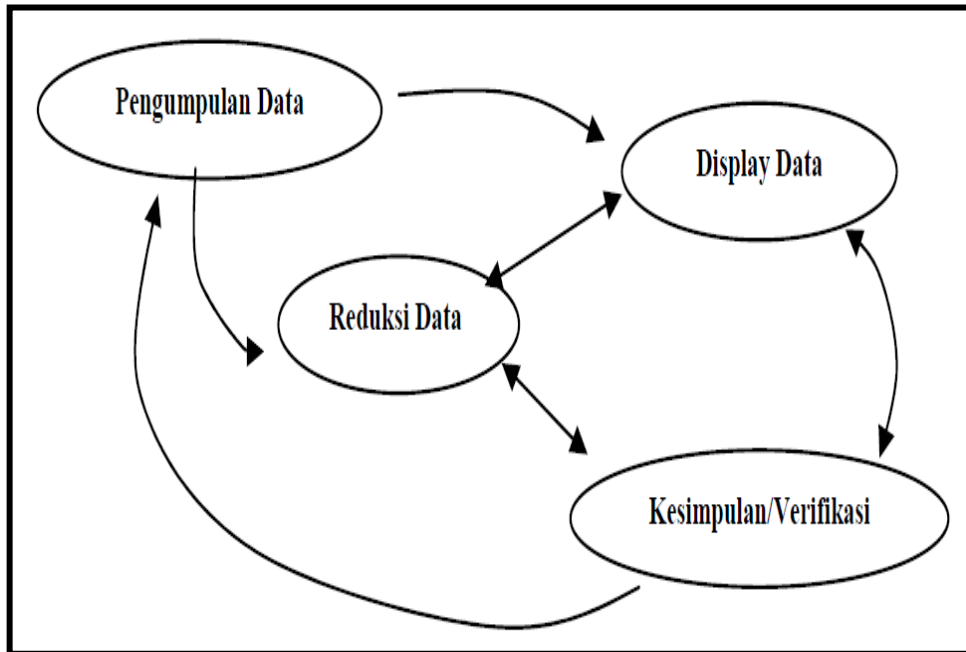 Pengumpulan Data
Display Data
Reduksi Data
Kesimpulan/Verifikasi